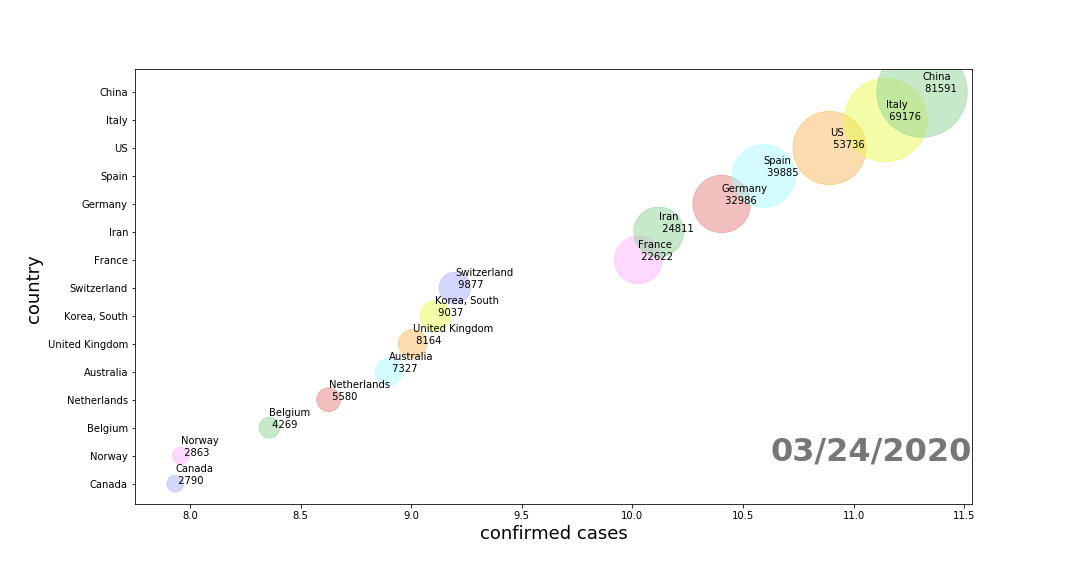 China
Italy
US
Spain
Germany
Iran
France
Switzerland
Korea, South
United Kingdom
Australia
Netherlands
Belgium
Norway
Canada
country
China
81591
Italy
69176
US
53736
Spain
39885
Germany
32986
Iran
24811
France
22622
Switzerland
9877
Korea, South
9037
United Kingdom
8164
Australia
7327
Netherlands
5580
Belgium
4269
Norway
2863
Canada
2790
03/24/2020
8.0 8.5 9.0 9.5 10.0 10.5 11.0 11.5
confirmed cases